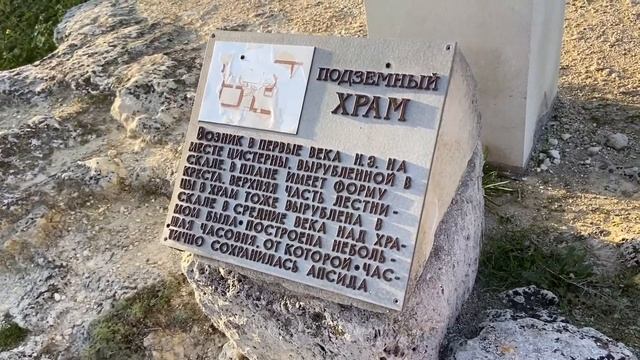 ПОДЗЕМНЫЙ
ХРАМ
ВОЗНИК В ПЕРВЫЕ ВЕКА Н.Э. НА
МЕСТЕ ЦИСТЕРНЫ, ВЫРУБЛЕННОЙ В
СКАЛЕ. В ПЛАНЕ ИМЕЕТ ФОРМУ
КРЕСТА. ВЕРХНЯЯ ЧАСТЬ ЛЕСТНИ-
ЦЫ В ХРАМ ТОЖЕ ВЫРУБЛЕНА В
СКАЛЕ. В СРЕДНИЕ ВЕКА НАД ХРА-
МОМ БЫЛА ПОСТРОЕНА НЕБОЛЬ-
ШАЯ ЧАСОВНЯ, ОТ КОТОРОЙ ЧАС-
ТИЧНО СОХРАНИЛАСЬ АПСИДА